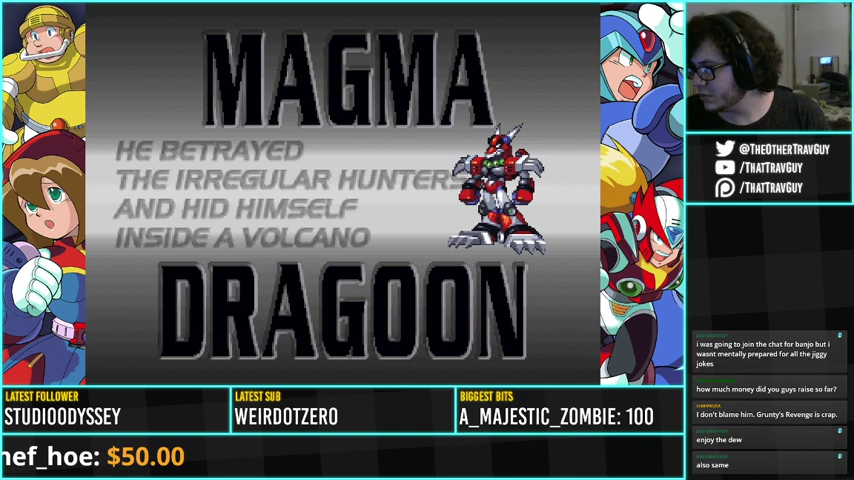 MAGMA
HE BETRAYED
THE IRREGULAR HUNTERS
AND HID HIMSELF
INSIDE A VOLCANO
DRAGOON
@THEOTHERTRAVGUY
/THATTRAVGUY
/THATTRAVGUY
i was going to join the chat for banjo but i
wasnt mentally prepared for all the jiggy
jokes
how much money did you guys raise so far?
I don't blame him. Grunty's Revenge is crap.
enjoy the dew
also same
LATEST FOLLOWER
STUDIOODYSSEY
LATEST SUB
WEIRDOTZERO
BIGGEST BITS
A_MAJESTIC_ZOMBIE: 100
hef_hoe: $50.00